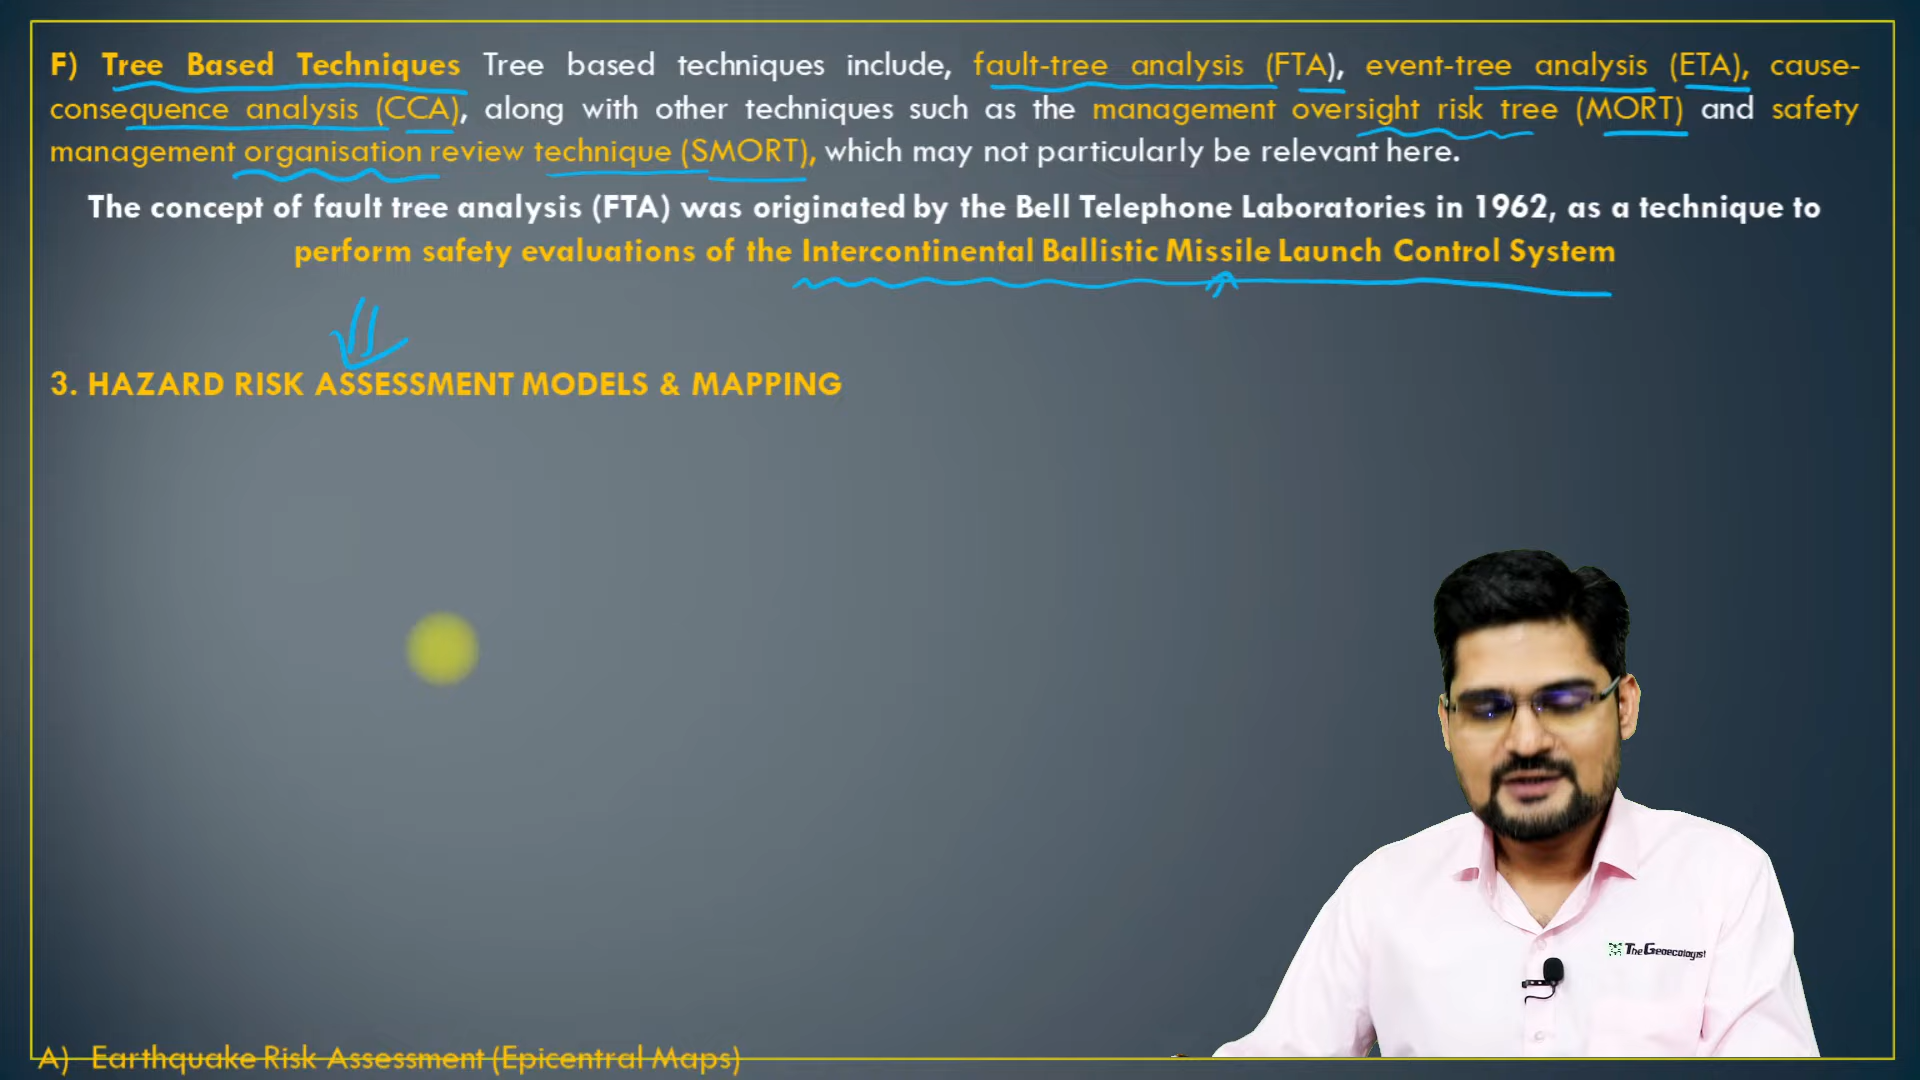 F) Tree Based Techniques Tree based techniques include, fault-tree analysis (FTA), event-tree analysis (ETA), cause-
consequence analysis (CCA), along with other techniques such as the management oversight risk tree (MORT) and safety
management organisation review technique (SMORT), which may not particularly be relevant here.
The concept of fault tree analysis (FTA) was originated by the Bell Telephone Laboratories in 1962, as a technique to
perform safety evaluations of the Intercontinental Ballistic Missile Launch Control System
3. HAZARD RISK ASSESSMENT MODELS & MAPPING
The Geoecologist
A) Earthquake Risk Assessment (Epicentral Maps)